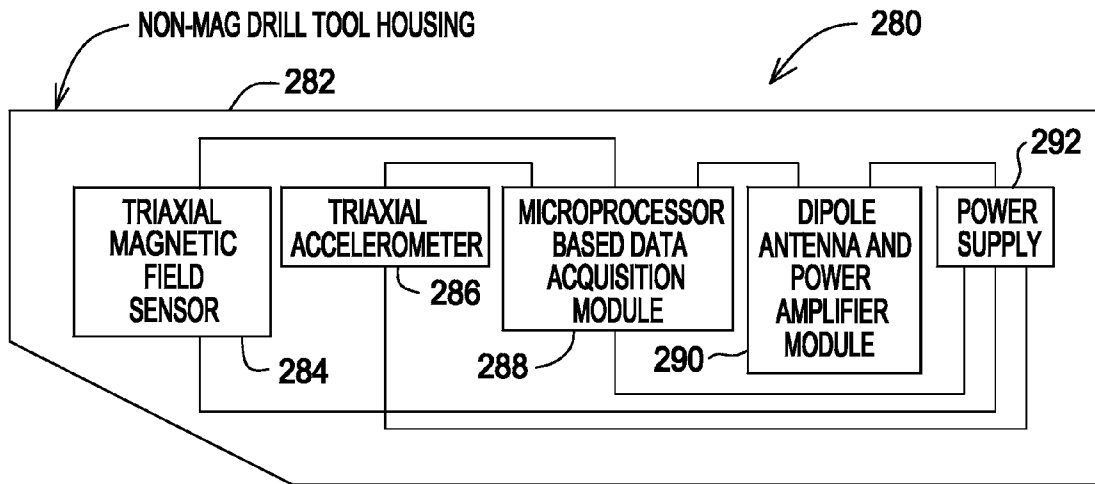 NON-MAG DRILL TOOL HOUSING
280
282
292
TRIAXIAL
MAGNETIC
FIELD
SENSOR
TRIAXIAL
ACCELEROMETER
MICROPROCESSOR
BASED DATA
ACQUISITION
MODULE
DIPOLE
ANTENNA AND
POWER
AMPLIFIER
MODULE
POWER
SUPPLY
284
286
288
290